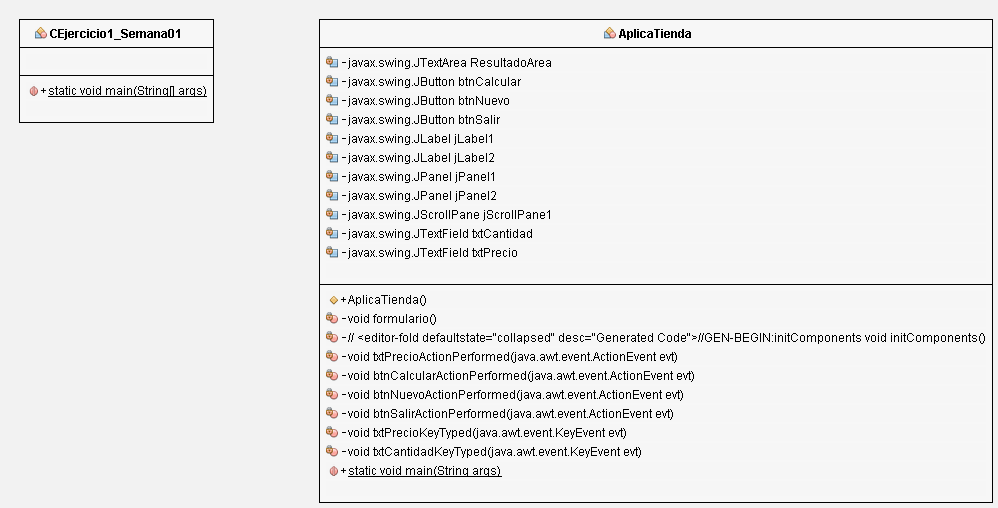 CEjercicio1_Semana01
+static void main(String[] args)
AplicaTienda
-javax.swing.JTextArea ResultadoArea
-javax.swing.JButton btnCalcular
-javax.swing.JButton btnNuevo
-javax.swing.JButton btnSalir
-javax.swing.JLabel jLabel1
-javax.swing.JLabel jLabel2
-javax.swing.JPanel jPanel1
-javax.swing.JPanel jPanel2
-javax.swing.JScrollPane jScrollPane1
-javax.swing.JTextField txtCantidad
-javax.swing.JTextField txtPrecio
+AplicaTienda()
-void formulario()
-// <editor-fold defaultstate="collapsed" desc="Generated Code">//GEN-BEGIN:initComponents void initComponents()
-void txtPrecioActionPerformed(java.awt.event.ActionEvent evt)
-void btnCalcularActionPerformed(java.awt.event.ActionEvent evt)
-void btnNuevoActionPerformed(java.awt.event.ActionEvent evt)
-void btnSalirActionPerformed(java.awt.event.ActionEvent evt)
-void txtPrecioKeyTyped(java.awt.event.KeyEvent evt)
-void txtCantidadKeyTyped(java.awt.event.KeyEvent evt)
+static void main(String args)